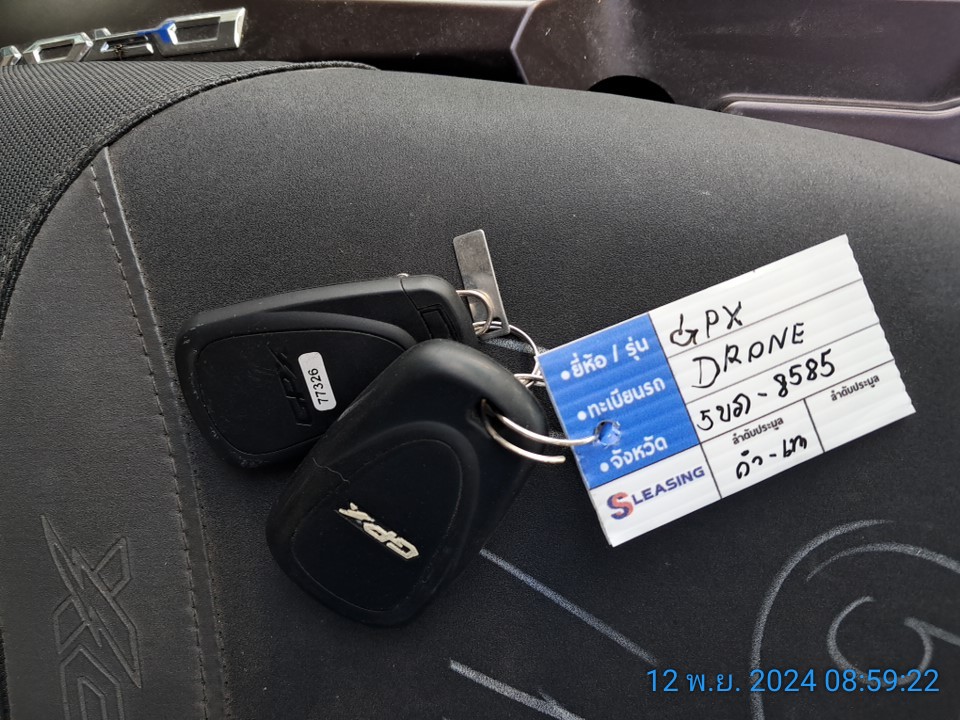 GPX
77326
GPX
•ยี่ห้อ / รุ่น GPX
•ทะเบียนรถ DRONE
•จังหวัด 5ขภ - 8585
SLEASING ลำดับประมูล ลำดับประมูล
ดำ-เทา
GPX
12 พ.ย. 2024 08:59:22